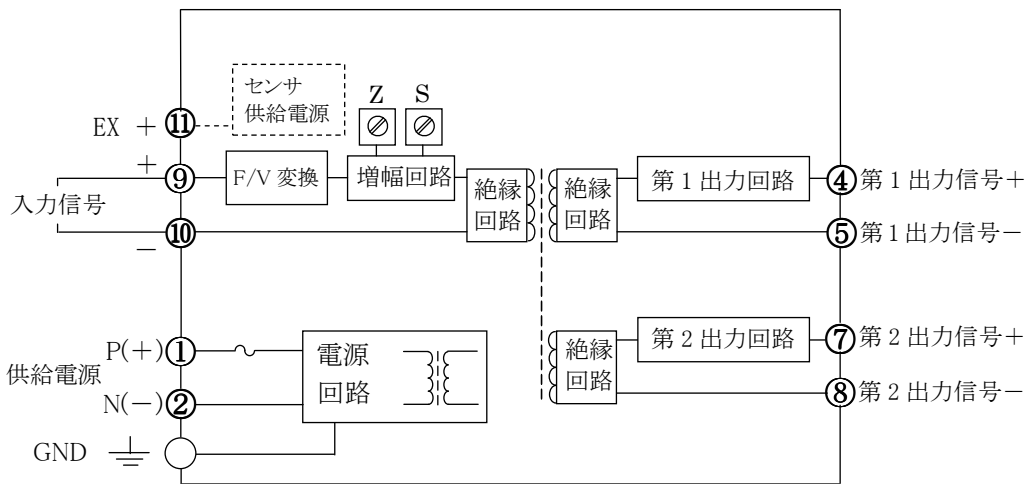 センサ
供給電源
Z S
EX + ⑪
+ ⑨
F/V 変換
増幅回路
絶縁
回路
絶縁
回路
第1出力回路
④ 第1出力信号+
入力信号
− ⑩
⑤ 第1出力信号−
P(+) ①
供給電源
N(−) ②
GND
電源
回路
絶縁
回路
第2出力回路
⑦ 第2出力信号+
⑧ 第2出力信号−